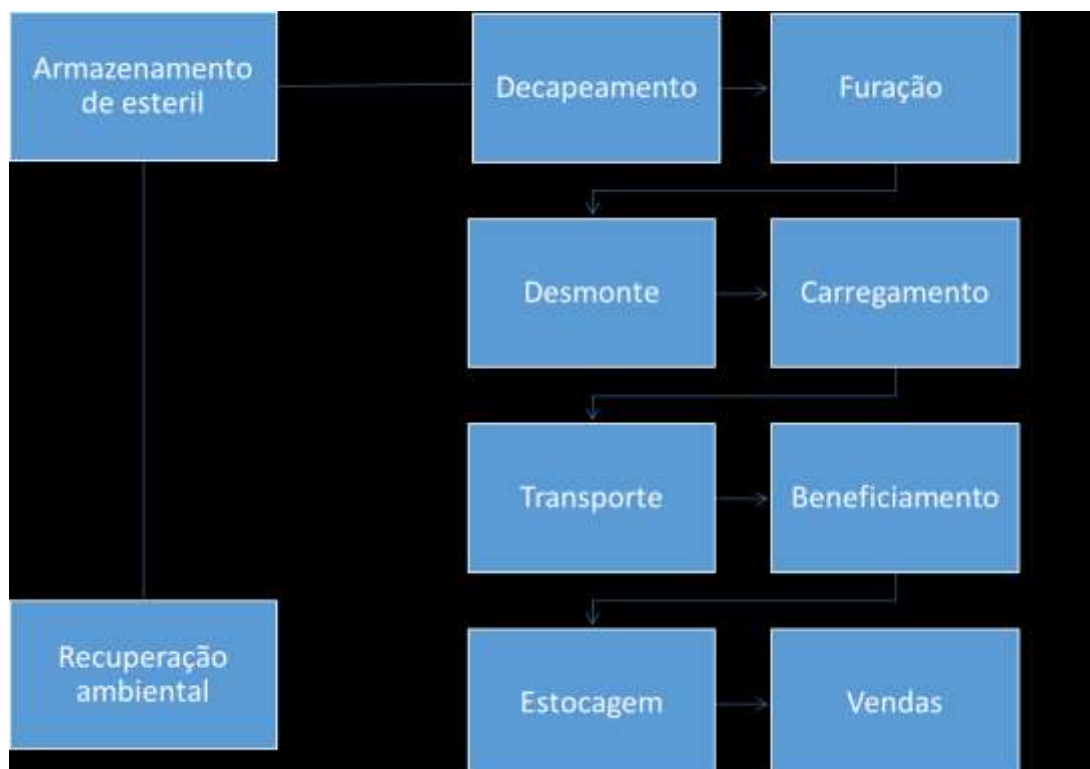 Armazenamento
de esteril
Decapeamento
Furação
Desmonte
Carregamento
Transporte
Beneficiamento
Recuperação
ambiental
Estocagem
Vendas